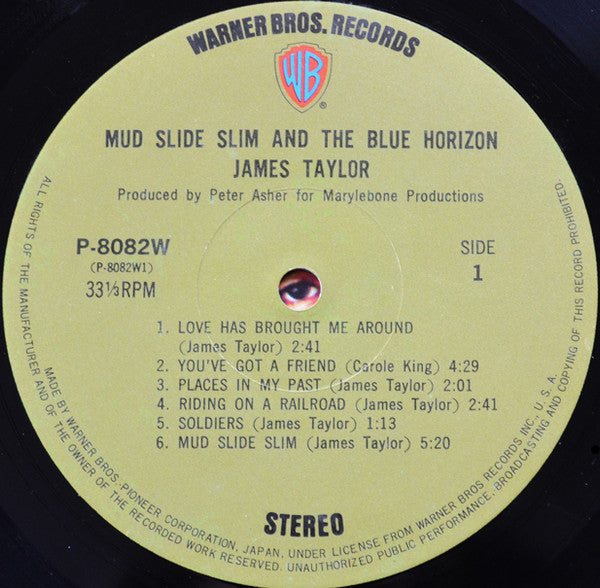 WARNER BROS. RECORDS
WB
®
MUD SLIDE SLIM AND THE BLUE HORIZON
JAMES TAYLOR
Produced by Peter Asher for Marylebone Productions
P-8082W
(P-8082W1)
33⅓RPM
SIDE
1
1. LOVE HAS BROUGHT ME AROUND
(James Taylor) 2:41
2. YOU'VE GOT A FRIEND (Carole King) 4:29
3. PLACES IN MY PAST (James Taylor) 2:01
4. RIDING ON A RAILROAD (James Taylor) 2:41
5. SOLDIERS (James Taylor) 1:13
6. MUD SLIDE SLIM (James Taylor) 5:20
STEREO
MADE BY WARNER BROS.-PIONEER CORPORATION, JAPAN, UNDER LICENSE FROM WARNER BROS RECORDS INC., U.S.A.
ALL RIGHTS OF THE MANUFACTURER AND OF THE OWNER OF THE RECORDED WORK RESERVED. UNAUTHORIZED PUBLIC PERFORMANCE, BROADCASTING AND COPYING OF THIS RECORD PROHIBITED.